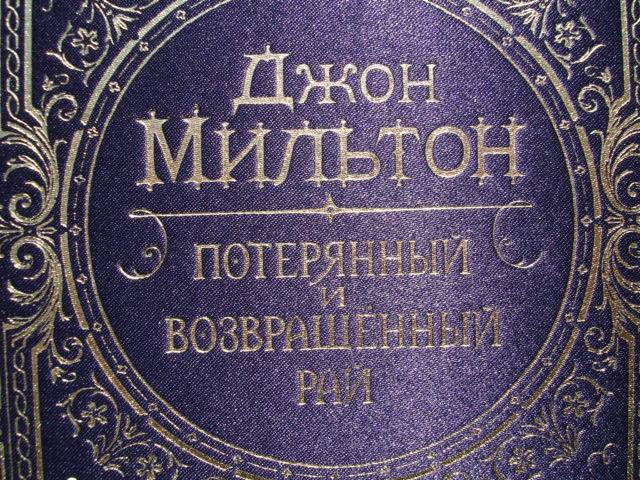 Джон
Мильтон
ПОТЕРЯННЫЙ
И
ВОЗВРАЩЁННЫЙ
РАЙ